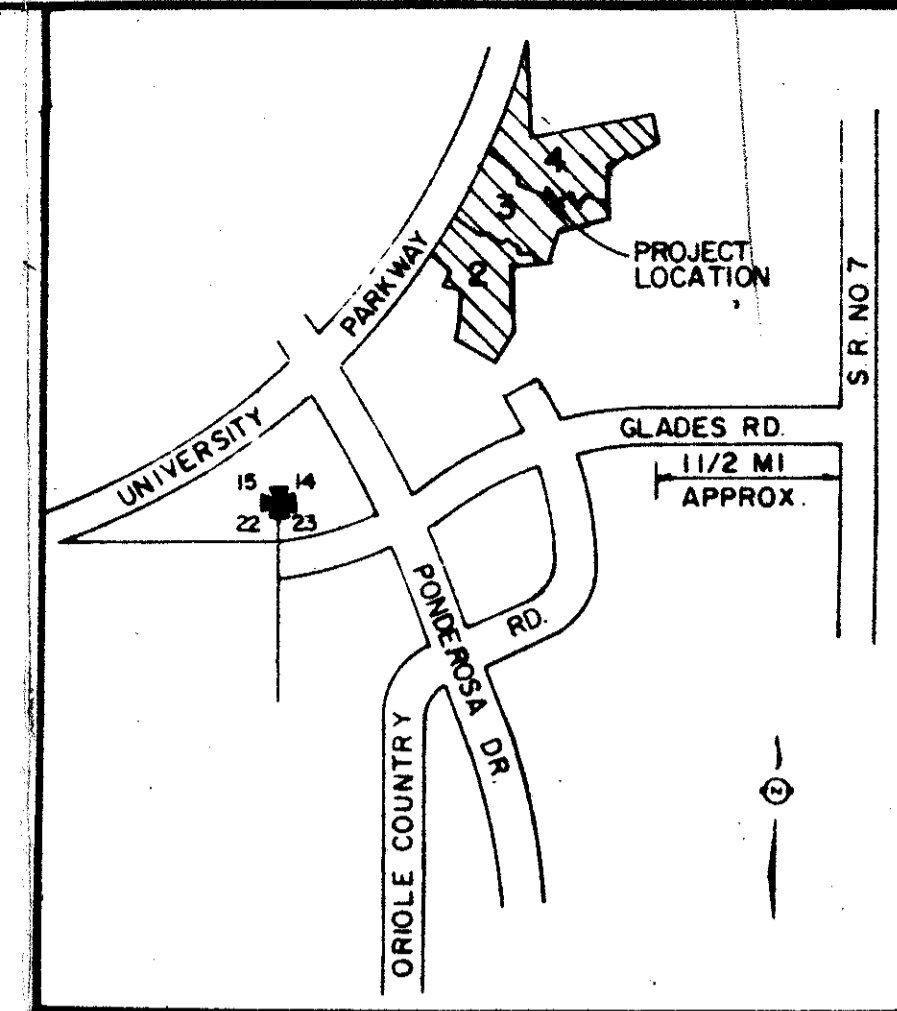 4
3
2
PROJECT
LOCATION
PARKWAY
UNIVERSITY
S. R. NO 7
GLADES RD.
1 1/2 MI
APPROX.
15 14
22 23
PONDEROSA DR.
RD.
ORIOLE COUNTRY
N